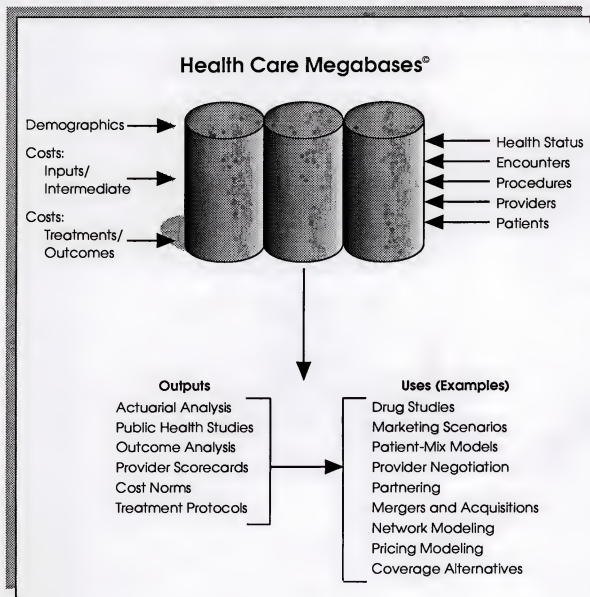 Health Care Megabases©
Demographics
Costs:
Inputs/
Intermediate
Costs:
Treatments/
Outcomes
Health Status
Encounters
Procedures
Providers
Patients
Outputs
Actuarial Analysis
Public Health Studies
Outcome Analysis
Provider Scorecards
Cost Norms
Treatment Protocols
Uses (Examples)
Drug Studies
Marketing Scenarios
Patient-Mix Models
Provider Negotiation
Partnering
Mergers and Acquisitions
Network Modeling
Pricing Modeling
Coverage Alternatives